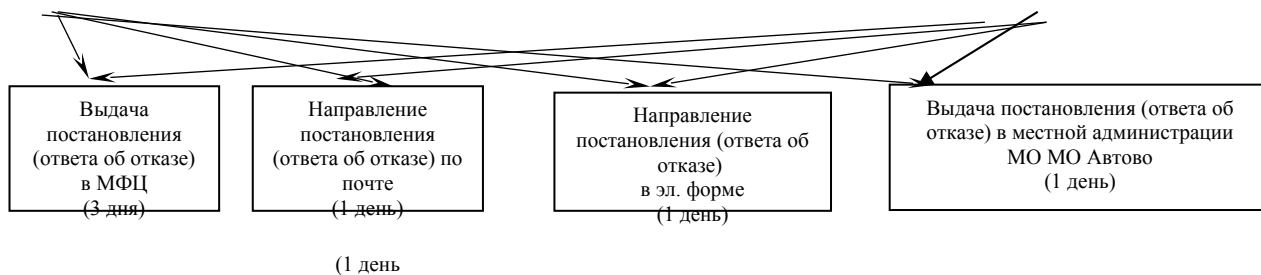 Выдача
постановления
(ответа об отказе)
в МФЦ
(3 дня)
Направление
постановления
(ответа об отказе) по
почте
(1 день)
Направление
постановления (ответа об
отказе)
в эл. форме
(1 день)
Выдача постановления (ответа об
отказе) в местной администрации
МО МО Автово
(1 день)
(1 день